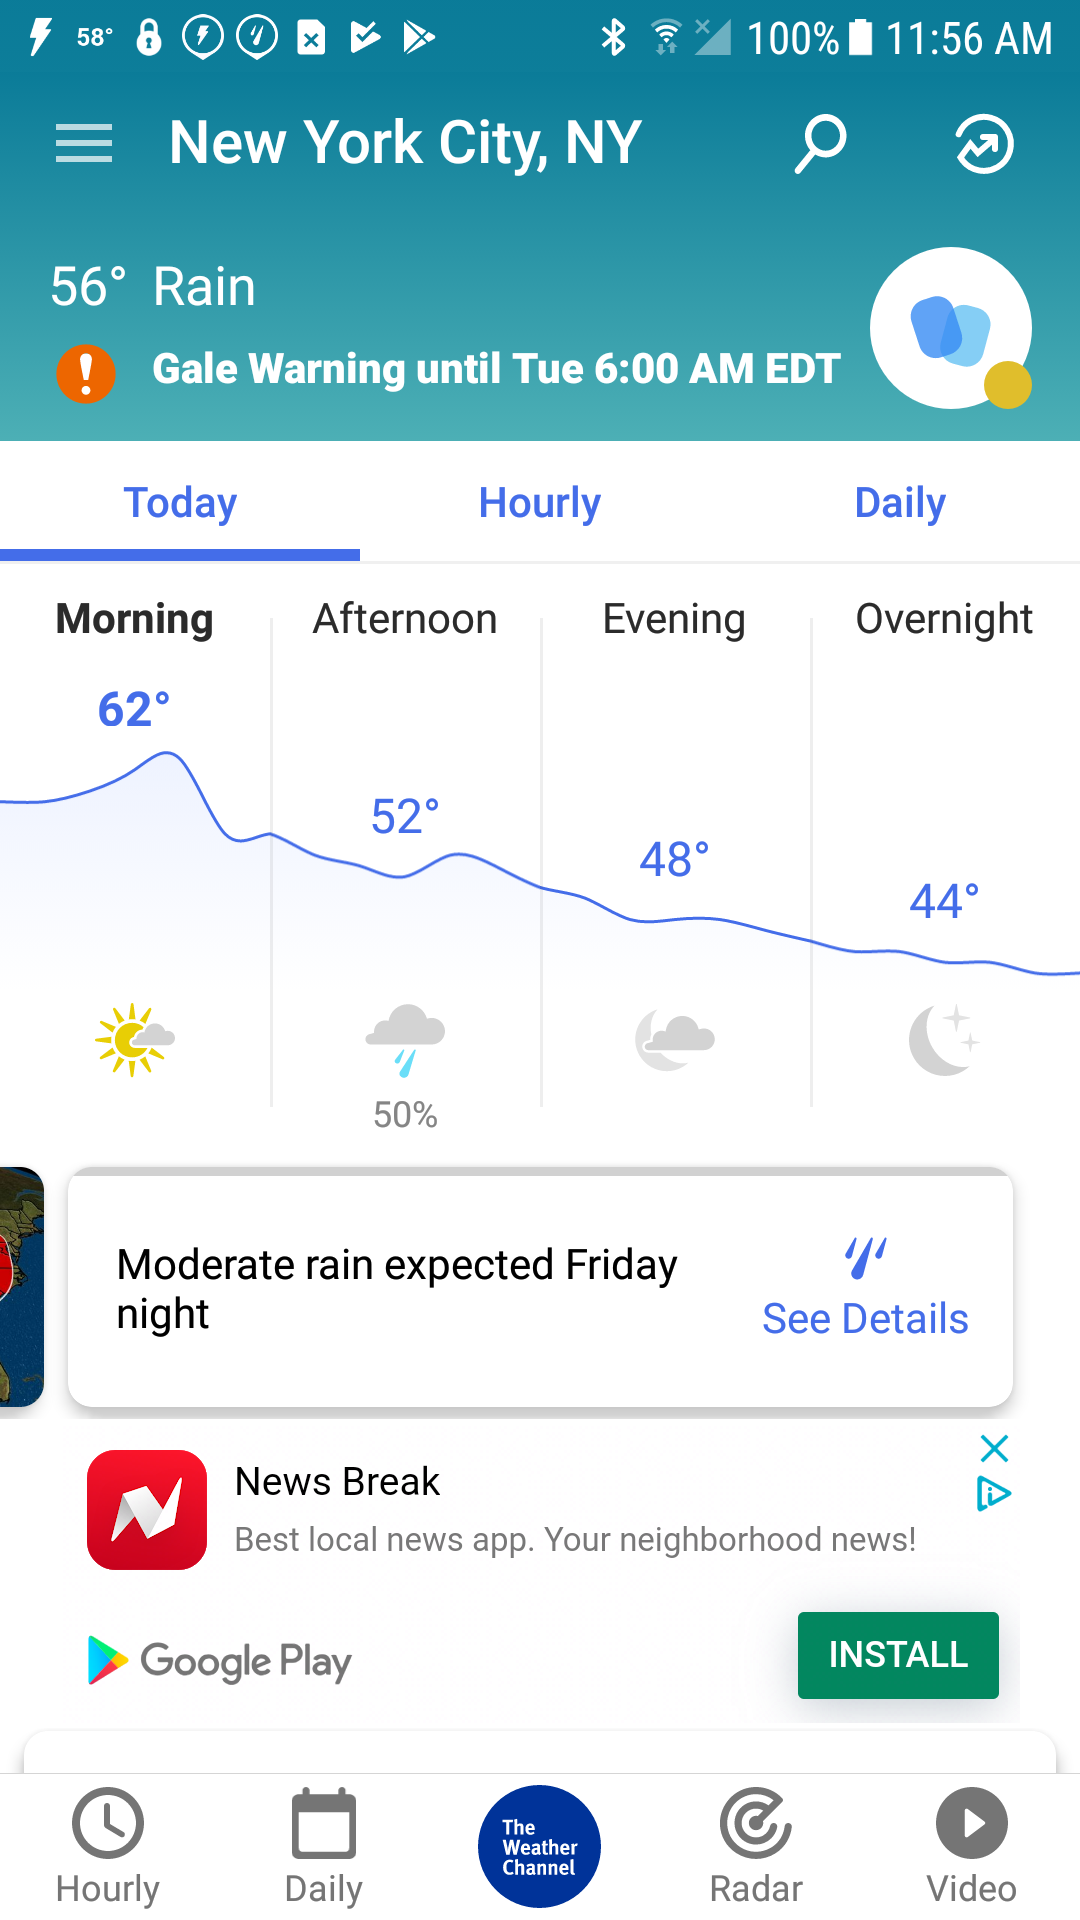 58° 100% 11:56 AM
New York City, NY
56° Rain
Gale Warning until Tue 6:00 AM EDT
Today Hourly Daily
Morning Afternoon Evening Overnight
62°
52°
48°
44°
50%
Moderate rain expected Friday
night
See Details
News Break
Best local news app. Your neighborhood news!
Google Play
INSTALL
The
Weather
Channel
Hourly Daily Radar Video